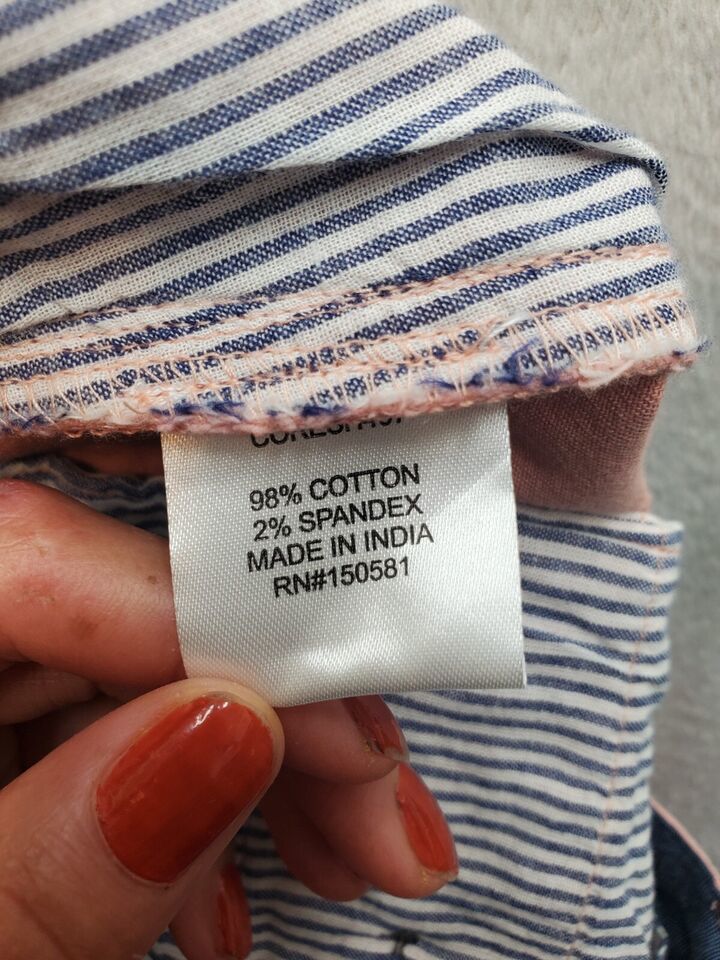 98% COTTON
2% SPANDEX
MADE IN INDIA
RN#150581